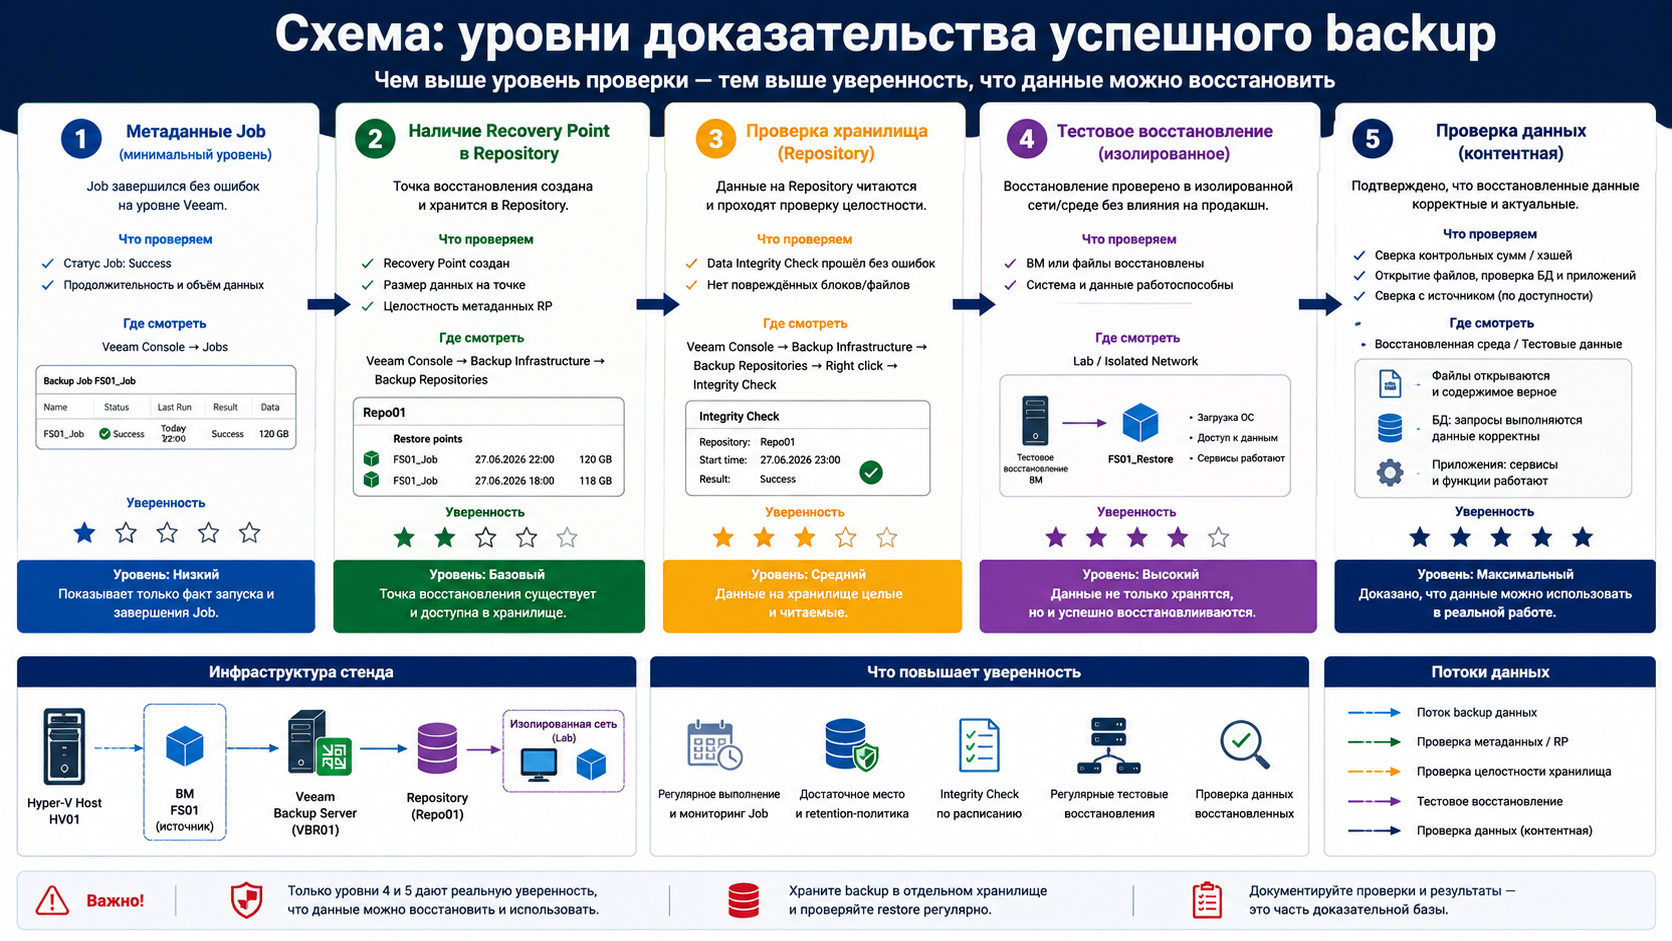 Схема: уровни доказательства успешного backup
Чем выше уровень проверки — тем выше уверенность, что данные можно восстановить
1
Метаданные Job
(минимальный уровень)
Job завершился без ошибок
на уровне Veeam.
Что проверяем
Статус Job: Success
Продолжительность и объём данных
Где смотреть
Veeam Console → Jobs
Backup Job FS01_Job
Name Status Last Run Result Data
FS01_Job Success Today 22:00 Success 120 GB
Уверенность
Уровень: Низкий
Показывает только факт запуска и
завершения Job.
2
Наличие Recovery Point
в Repository
Точка восстановления создана
и хранится в Repository.
Что проверяем
Recovery Point создан
Размер данных на точке
Целостность метаданных RP
Где смотреть
Veeam Console → Backup Infrastructure →
Backup Repositories
Repo01
Restore points
FS01_Job 27.06.2026 22:00 120 GB
FS01_Job 27.06.2026 18:00 118 GB
Уверенность
Уровень: Базовый
Точка восстановления существует
и доступна в хранилище.
3
Проверка хранилища
(Repository)
Данные на Repository читаются
и проходят проверку целостности.
Что проверяем
Data Integrity Check прошёл без ошибок
Нет повреждённых блоков/файлов
Где смотреть
Veeam Console → Backup Infrastructure →
Backup Repositories → Right click →
Integrity Check
Integrity Check
Repository: Repo01
Start time: 27.06.2026 23:00
Result: Success
Уверенность
Уровень: Средний
Данные на хранилище целые
и читаемые.
4
Тестовое восстановление
(изолированное)
Восстановление проверено в изолированной
сети/среде без влияния на продакшн.
Что проверяем
ВМ или файлы восстановлены
Система и данные работоспособны
Где смотреть
Lab / Isolated Network
Тестовое
восстановление
ВМ
FS01_Restore
• Загрузка ОС
• Доступ к данным
• Сервисы работают
Уверенность
Уровень: Высокий
Данные не только хранятся,
но и успешно восстанавлииваются.
5
Проверка данных
(контентная)
Подтверждено, что восстановленные данные
корректные и актуальные.
Что проверяем
Сверка контрольных сумм / хэшей
Открытие файлов, проверка БД и приложений
Сверка с источником (по доступности)
Где смотреть
• Восстановленная среда / Тестовые данные
Файлы открываются
и содержимое верное
БД: запросы выполняются
данные корректны
Приложения: сервисы
и функции работают
Уверенность
Уровень: Максимальный
Доказано, что данные можно использовать
в реальной работе.
Инфраструктура стенда
Hyper-V Host
HV01
ВМ
FS01
(источник)
Veeam
Backup Server
(VBR01)
Repository
(Repo01)
Изолированная сеть
(Lab)
Что повышает уверенность
Регулярное выполнение
и мониторинг Job
Достаточное место
и retention-политика
Integrity Check
по расписанию
Регулярные тестовые
восстановления
Проверка данных
восстановленных
Потоки данных
Поток backup данных
Проверка метаданных / RP
Проверка целостности хранилища
Тестовое восстановление
Проверка данных (контентная)
Важно!
Только уровни 4 и 5 дают реальную уверенность,
что данные можно восстановить и использовать.
Храните backup в отдельном хранилище
и проверяйте restore регулярно.
Документируйте проверки и результаты —
это часть доказательной базы.